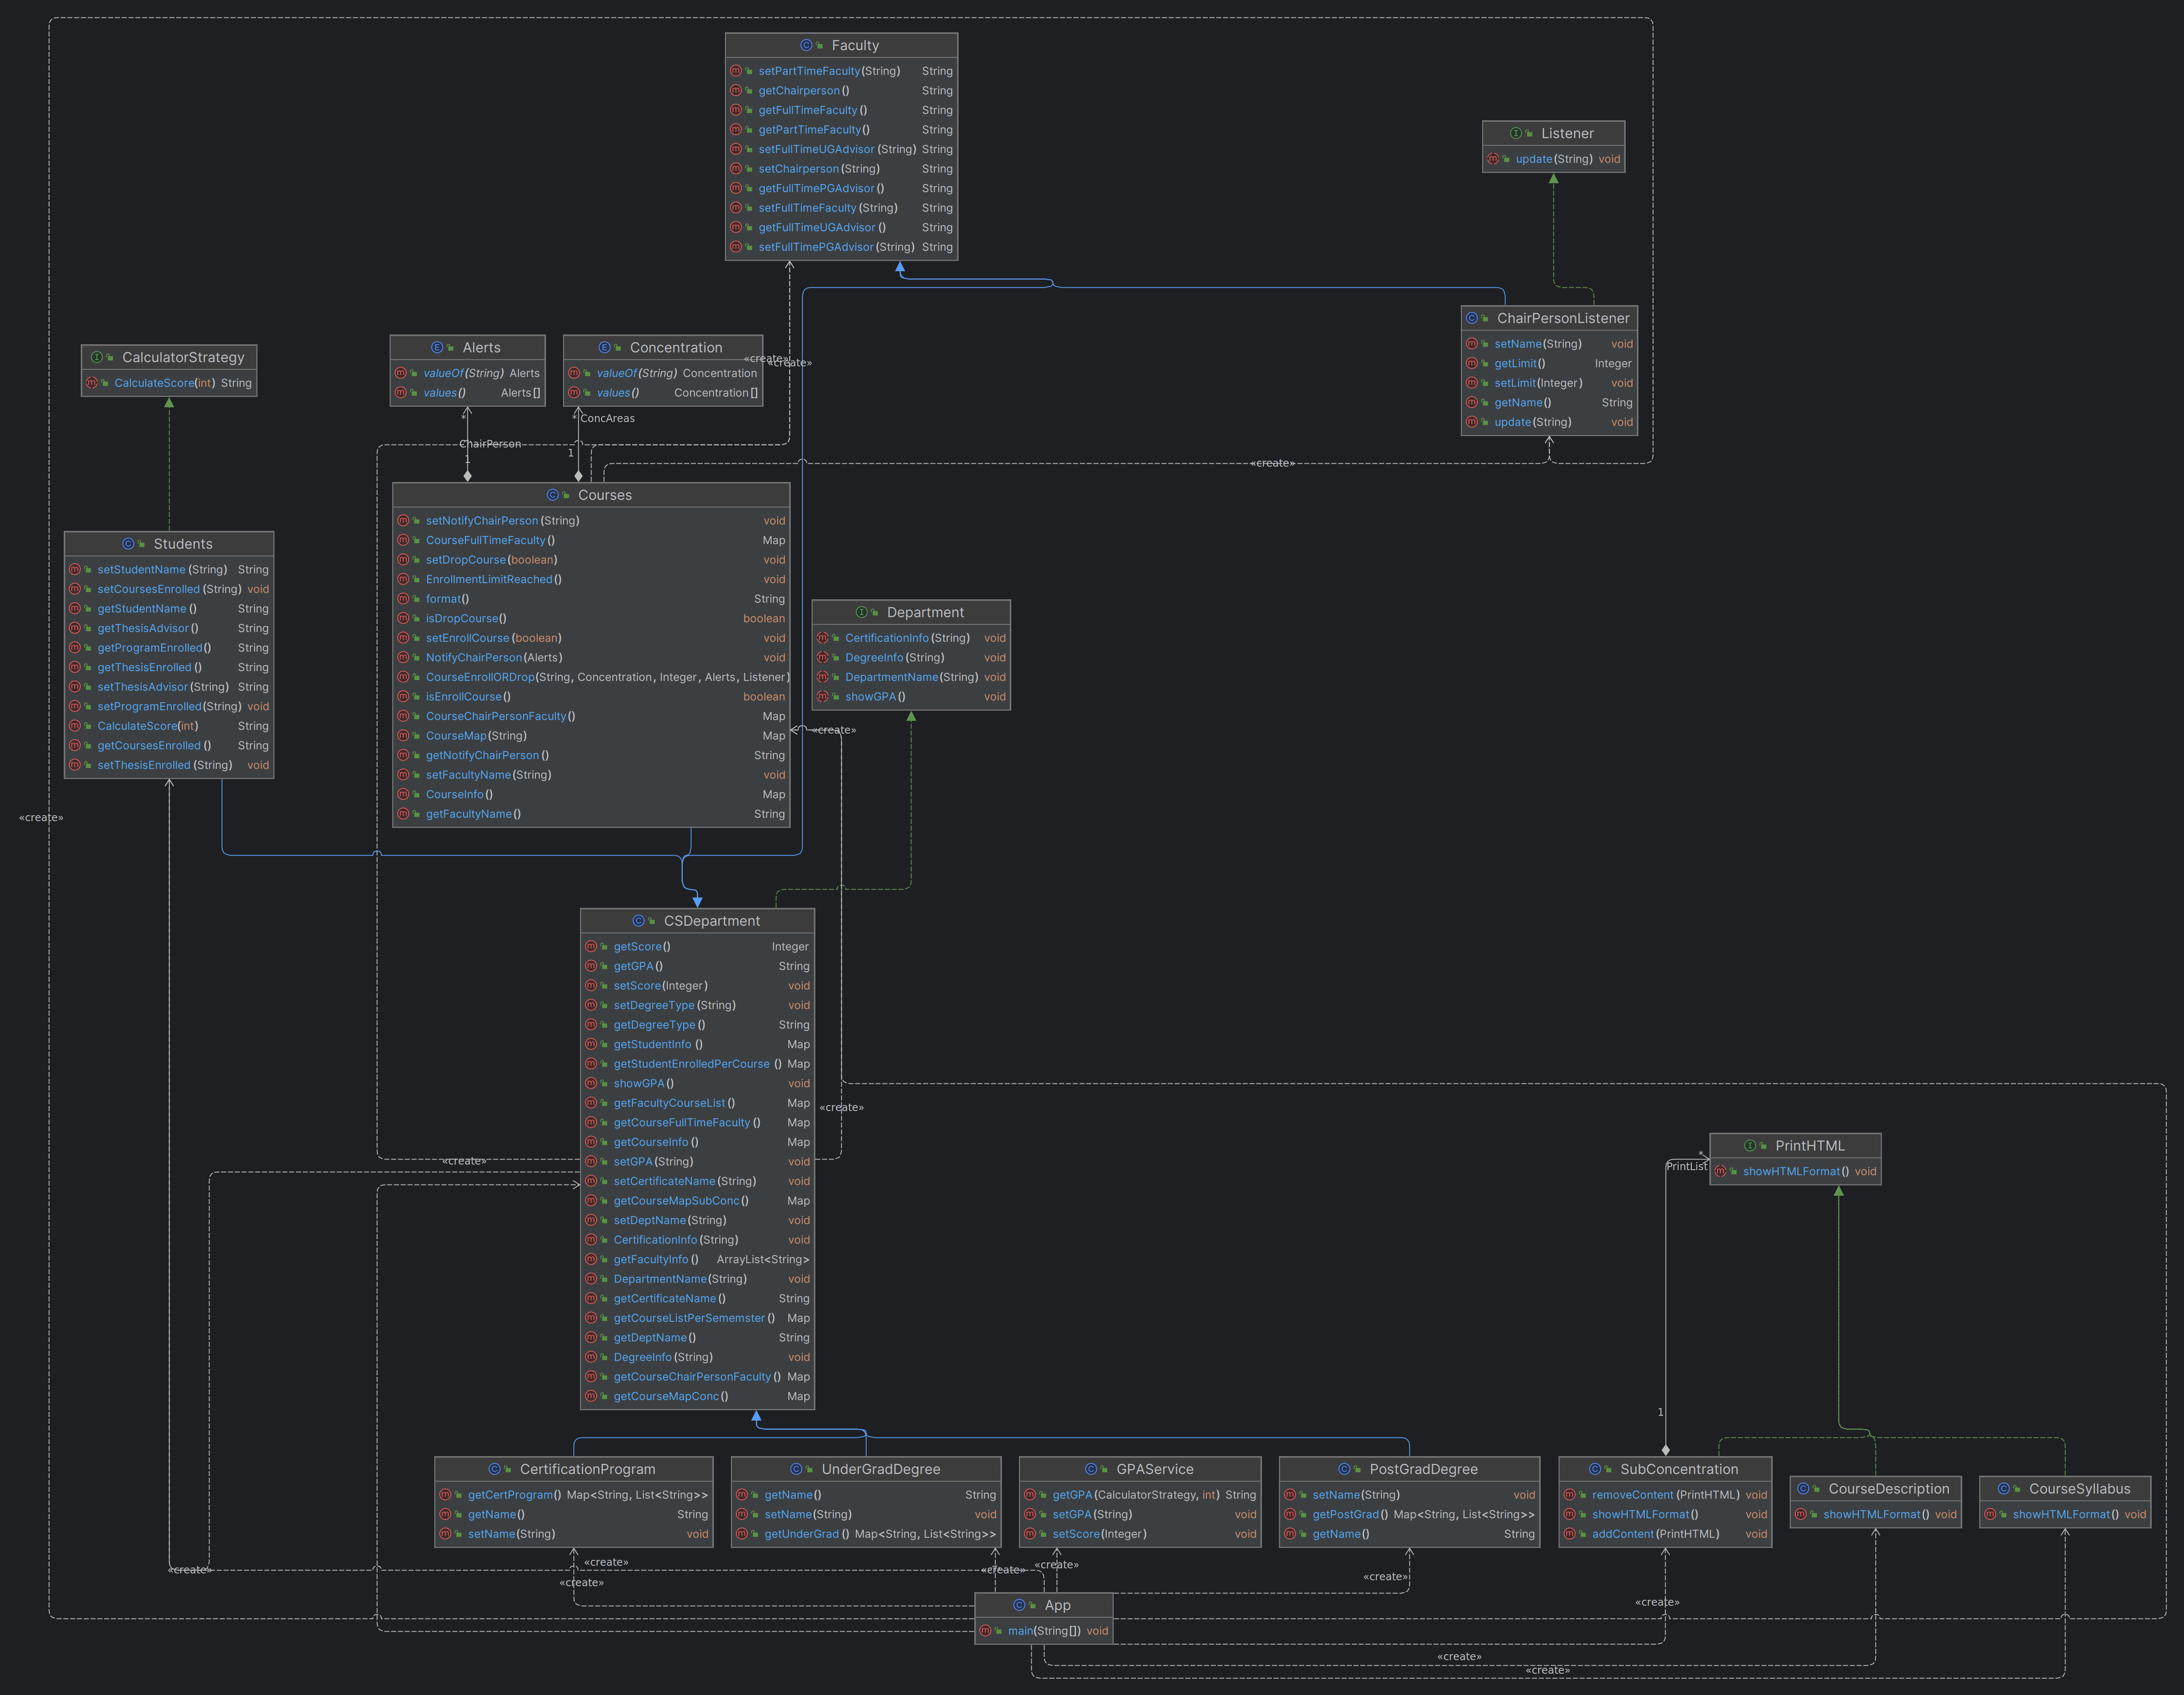 Faculty
setPartTimeFaculty(String) String
getChairperson() String
getFullTimeFaculty() String
getPartTimeFaculty() String
setFullTimeUGAdvisor(String) String
setChairperson(String) String
getFullTimePGAdvisor() String
setFullTimeFaculty(String) String
getFullTimeUGAdvisor() String
setFullTimePGAdvisor(String) String
Listener
update(String) void
ChairPersonListener
setName(String) void
getLimit() Integer
setLimit(Integer) void
getName() String
update(String) void
CalculatorStrategy
CalculateScore(int) String
Alerts
valueOf(String) Alerts
values() Alerts[]
Concentration
valueOf(String) Concentration
values() Concentration[]
«create»
«create»
* 
* ConcAreas
ChairPerson
1
1
«create»
Courses
setNotifyChairPerson(String) void
CourseFullTimeFaculty() Map
setDropCourse(boolean) void
EnrollmentLimitReached() void
format() String
isDropCourse() boolean
setEnrollCourse(boolean) void
NotifyChairPerson(Alerts) void
CourseEnrollORDrop(String, Concentration, Integer, Alerts, Listener)
isEnrollCourse() boolean
CourseChairPersonFaculty() Map
CourseMap(String) Map
getNotifyChairPerson() String
setFacultyName(String) void
CourseInfo() Map
getFacultyName() String
Students
setStudentName(String) String
setCoursesEnrolled(String) void
getStudentName() String
getThesisAdvisor() String
getProgramEnrolled() String
getThesisEnrolled() String
setThesisAdvisor(String) String
setProgramEnrolled(String) void
CalculateScore(int) String
getCoursesEnrolled() String
setThesisEnrolled(String) void
Department
CertificationInfo(String) void
DegreeInfo(String) void
DepartmentName(String) void
showGPA() void
«create»
«create»
CSDepartment
getScore() Integer
getGPA() String
setScore(Integer) void
setDegreeType(String) void
getDegreeType() String
getStudentInfo() Map
getStudentEnrolledPerCourse() Map
showGPA() void
getFacultyCourseList() Map
getCourseFullTimeFaculty() Map
getCourseInfo() Map
setGPA(String) void
setCertificateName(String) void
getCourseMapSubConc() Map
setDeptName(String) void
CertificationInfo(String) void
getFacultyInfo() ArrayList<String>
DepartmentName(String) void
getCertificateName() String
getCourseListPerSememster() Map
getDeptName() String
DegreeInfo(String) void
getCourseChairPersonFaculty() Map
getCourseMapConc() Map
«create»
«create»
PrintHTML
showHTMLFormat() void
*
PrintList
1
CertificationProgram
getCertProgram() Map<String, List<String>>
getName() String
setName(String) void
UnderGradDegree
getName() String
setName(String) void
getUnderGrad() Map<String, List<String>>
GPAService
getGPA(CalculatorStrategy, int) String
setGPA(String) void
setScore(Integer) void
PostGradDegree
setName(String) void
getPostGrad() Map<String, List<String>>
getName() String
SubConcentration
removeContent(PrintHTML) void
showHTMLFormat() void
addContent(PrintHTML) void
CourseDescription
showHTMLFormat() void
CourseSyllabus
showHTMLFormat() void
«create»
«create»
«create»
«create»
«create»
«create»
«create»
App
main(String[]) void
«create»
«create»